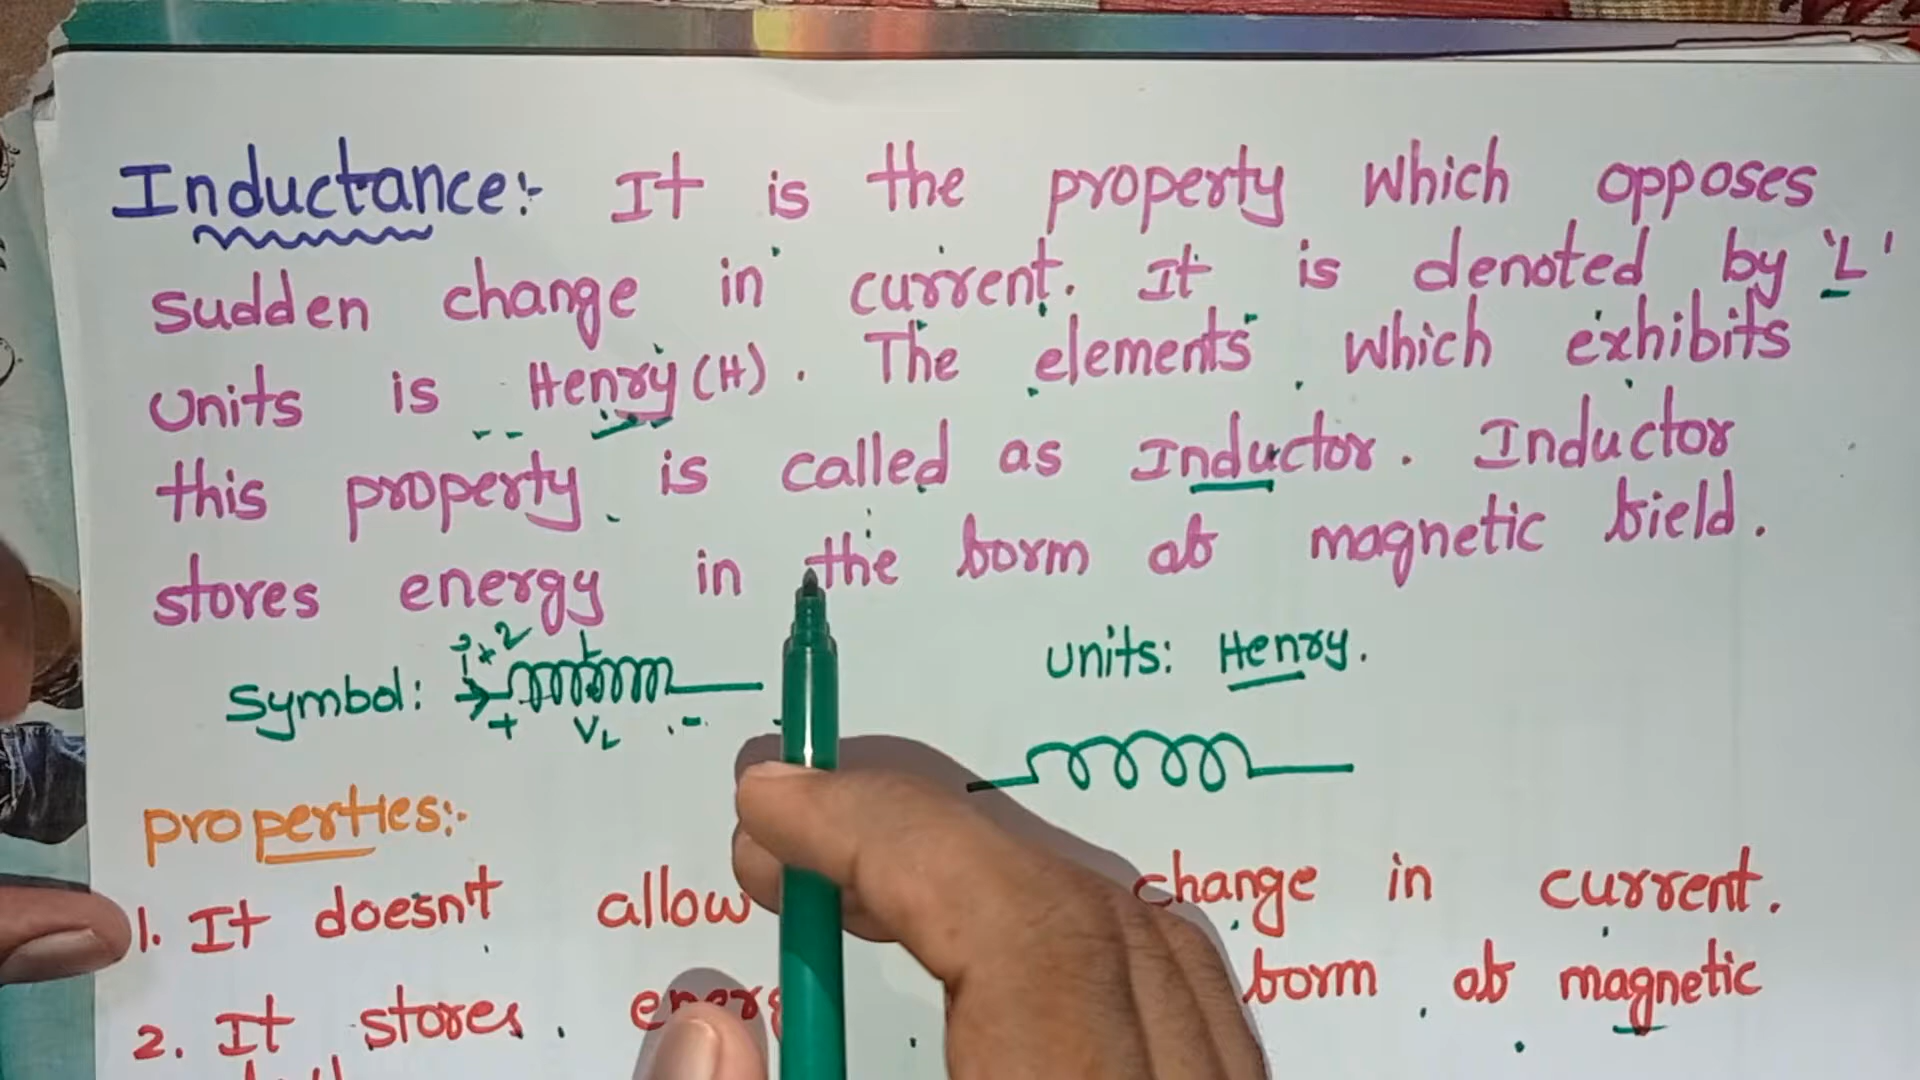 Inductance:- It is the property which opposes
sudden change in current. It is denoted by 'L'
units is Henry (H). The elements which exhibits
this property is called as Inductor. Inductor
stores energy in the form of magnetic field.
Symbol: L + VL -
units: Henry.
properties:-
1. It doesn't allow change in current.
2. It stores form of magnetic